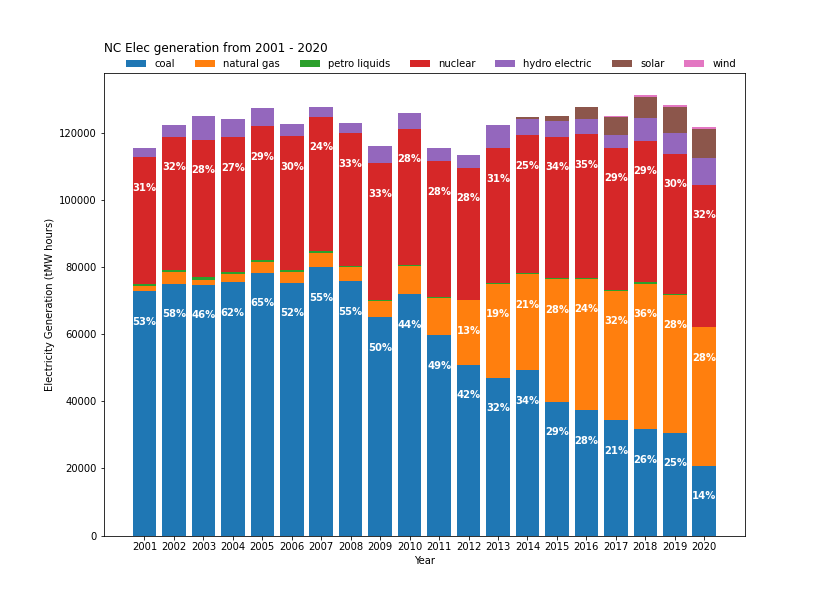 NC Elec generation from 2001 - 2020
coal natural gas petro liquids nuclear hydro electric solar wind
120000
100000
80000
60000
40000
20000
0
Electricity Generation (tMW hours)
31% 32% 28% 27% 29% 30% 24% 33% 33% 28% 28% 28% 31% 25% 34% 35% 29% 29% 30% 32%
13% 19% 21% 28% 24% 32% 36% 28% 28%
53% 58% 46% 62% 65% 52% 55% 55% 50% 44% 49% 42% 32% 34% 29% 28% 21% 26% 25% 14%
2001 2002 2003 2004 2005 2006 2007 2008 2009 2010 2011 2012 2013 2014 2015 2016 2017 2018 2019 2020
Year